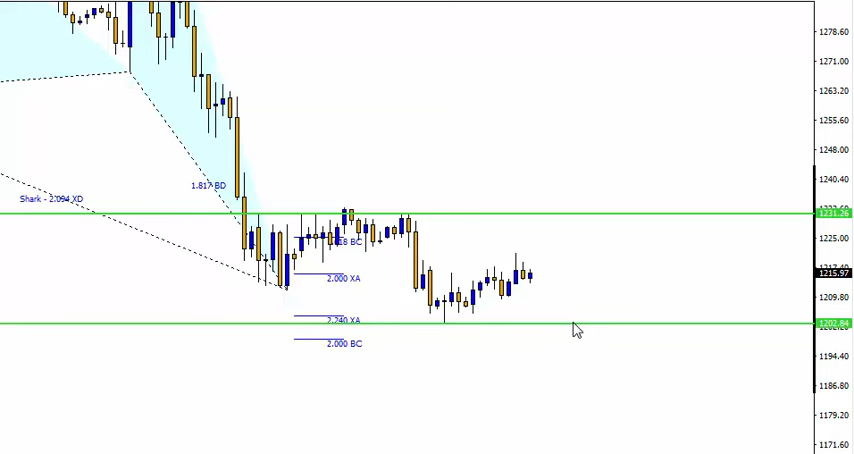 1278.60
1271.00
1263.20
1255.60
1248.00
1240.40
1.817 BD
Shark - 2.094 XD
1231.26
1225.00
BC
1215.97
2.000 XA
1209.80
2.240 XA
1202.84
2.000 BC
1194.40
1186.80
1179.20
1171.60